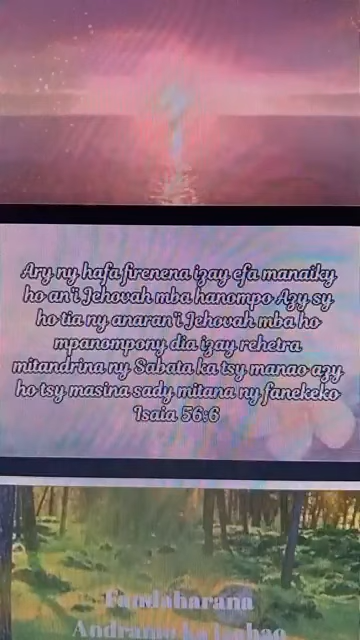 Ary ny hafa firenena izay efa manaiky
ho an'i Jehovah mba hanompo Azy sy
ho tia ny anaran'i Jehovah mba ho
mpanompony dia izay rehetra
mitandrina ny Sabata ka tsy manao azy
ho tsy masina sady mitana ny fanekeko
Isaia 56:6
Fandaharana